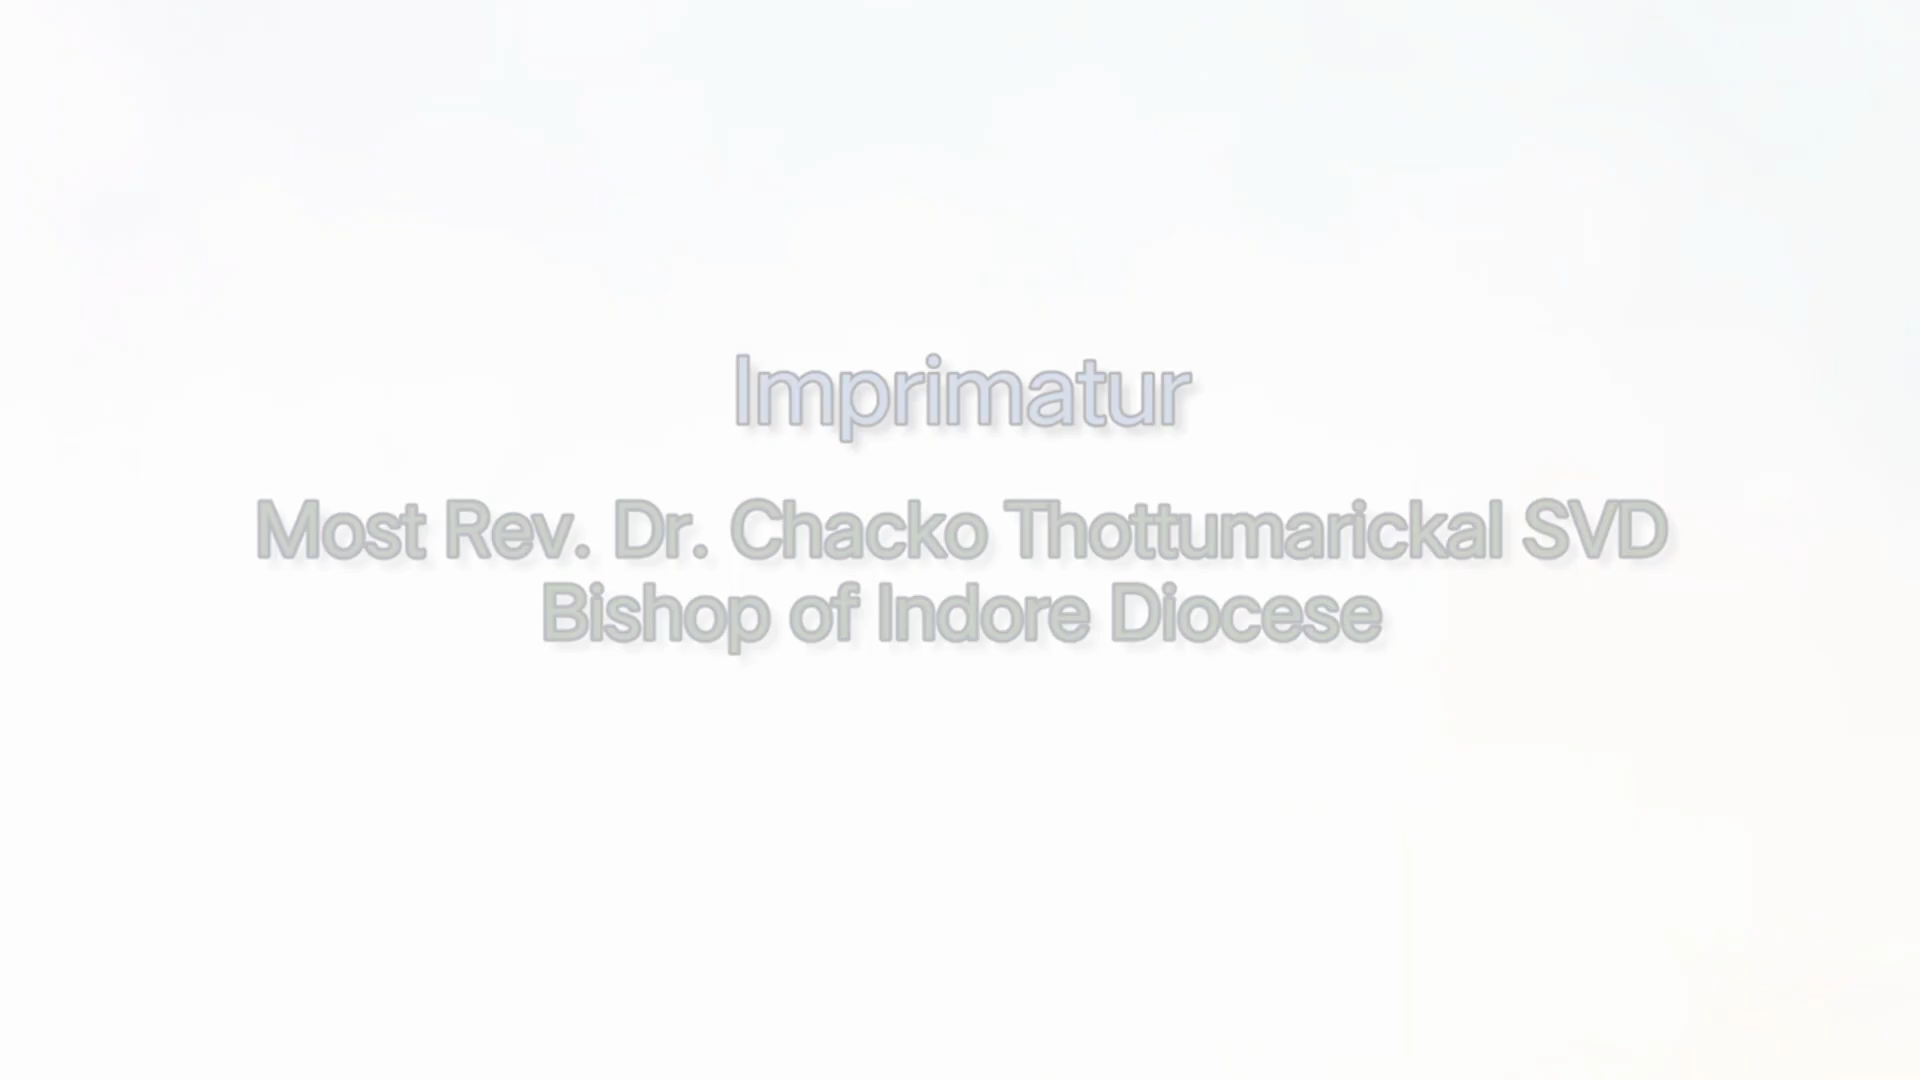 Imprimatur
Most Rev. Dr. Chacko Thottumarickal SVD
Bishop of Indore Diocese